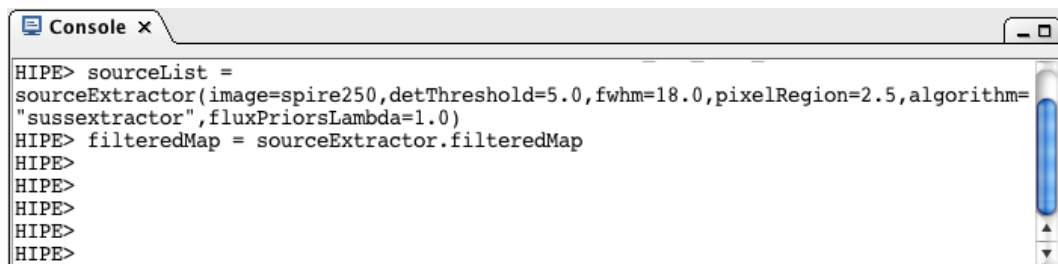 Console
HIPE> sourceList =
sourceExtractor(image=spire250,detThreshold=5.0,fwhm=18.0,pixelRegion=2.5,algorithm=
"sussextractor",fluxPriorsLambda=1.0)
HIPE> filteredMap = sourceExtractor.filteredMap
HIPE>
HIPE>
HIPE>
HIPE>
HIPE>